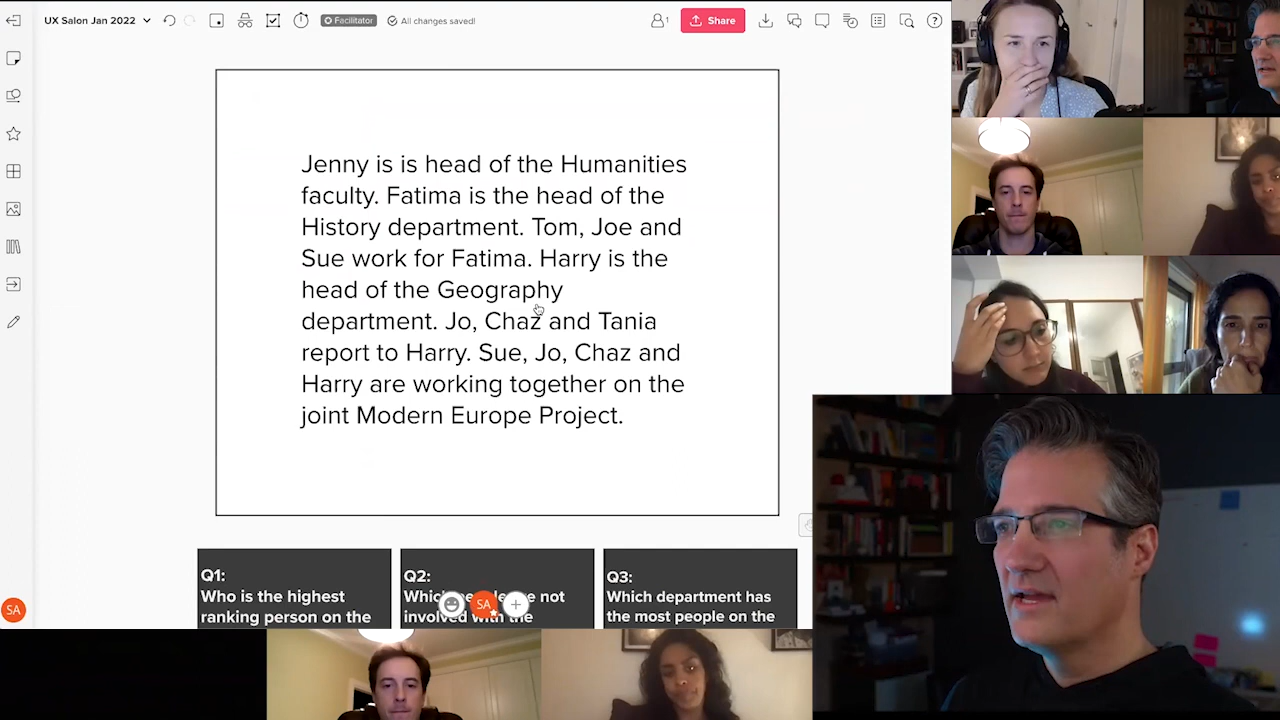 UX Salon Jan 2022
Facilitator
All changes saved!
1
Share
?
Jenny is is head of the Humanities
faculty. Fatima is the head of the
History department. Tom, Joe and
Sue work for Fatima. Harry is the
head of the Geography
department. Jo, Chaz and Tania
report to Harry. Sue, Jo, Chaz and
Harry are working together on the
joint Modern Europe Project.
Q1:
Who is the highest
ranking person on the
Q2:
not
involved with the
Q3:
Which department has
the most people on the
SA
SA